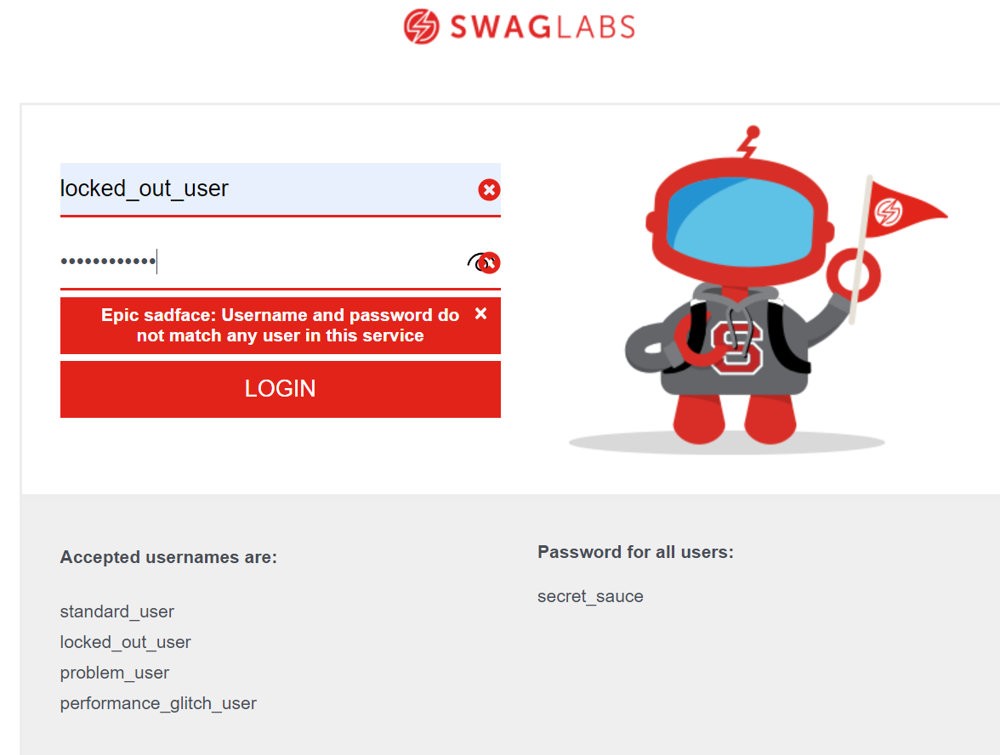 SWAGLABS
locked_out_user
••••••••••••
Epic sadface: Username and password do
not match any user in this service
LOGIN
S
Accepted usernames are:
standard_user
locked_out_user
problem_user
performance_glitch_user
Password for all users:
secret_sauce